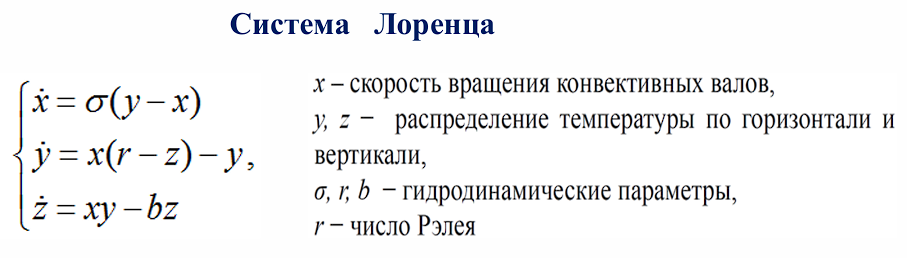 Система Лоренца
ẋ = σ(y − x)
ẏ = x(r − z) − y,
ż = xy − bz
x – скорость вращения конвективных валов,
y, z − распределение температуры по горизонтали и
вертикали,
σ, r, b − гидродинамические параметры,
r − число Рэлея